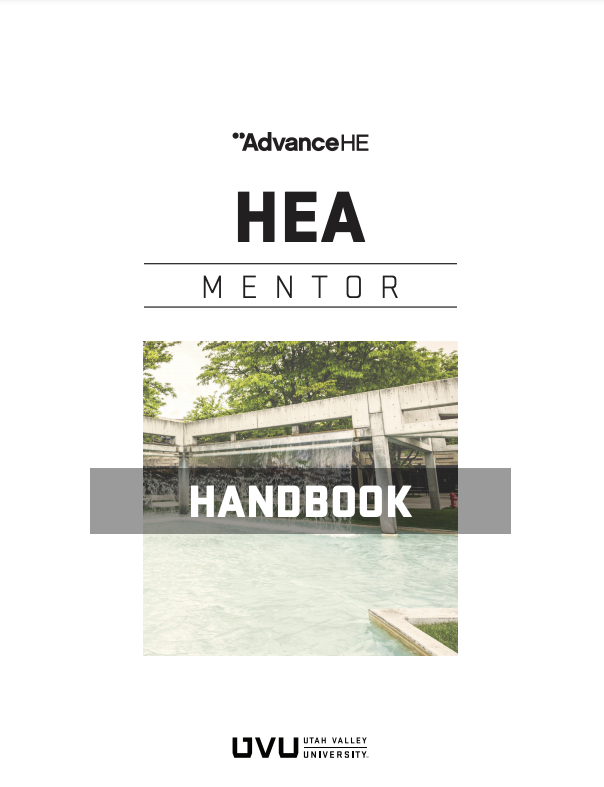 AdvanceHE
HEA
MENTOR
HANDBOOK
UVU UTAH VALLEY
UNIVERSITY